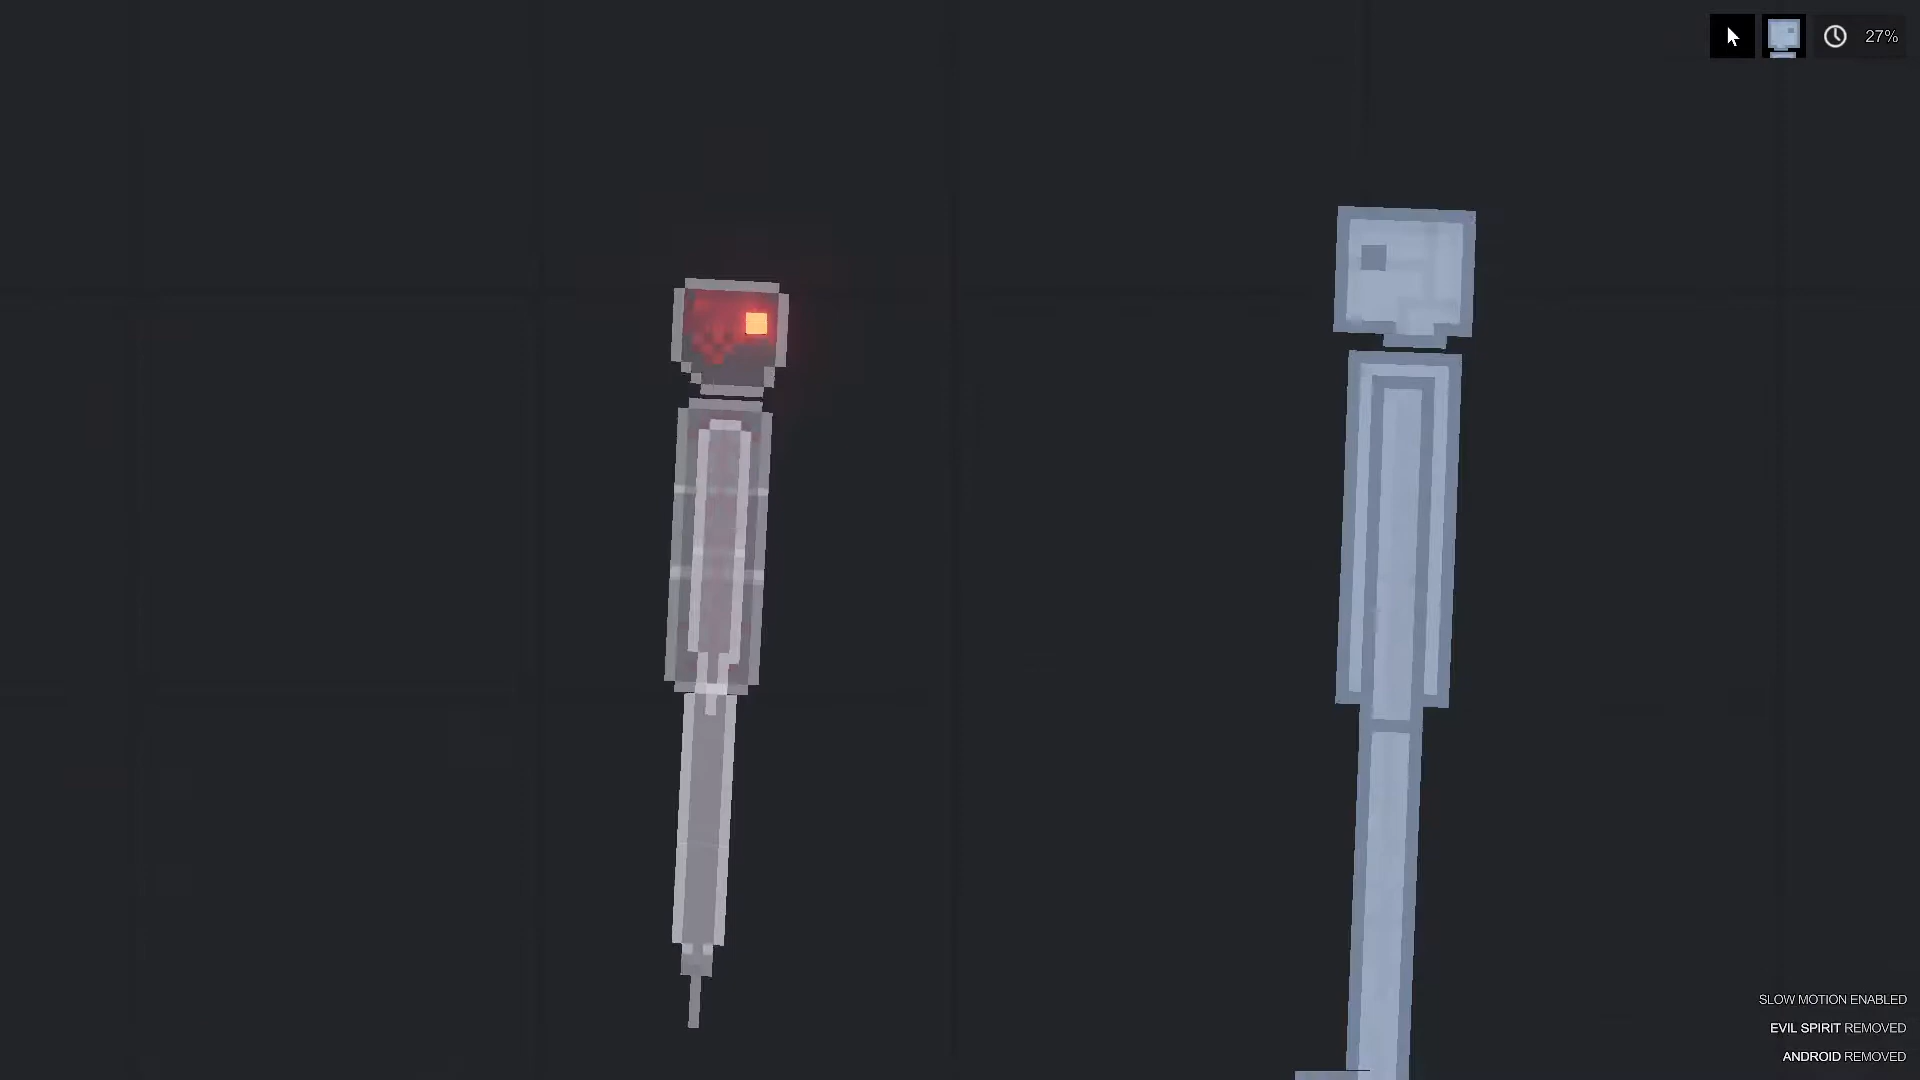 27%
SLOW MOTION ENABLED
EVIL SPIRIT REMOVED
ANDROID REMOVED